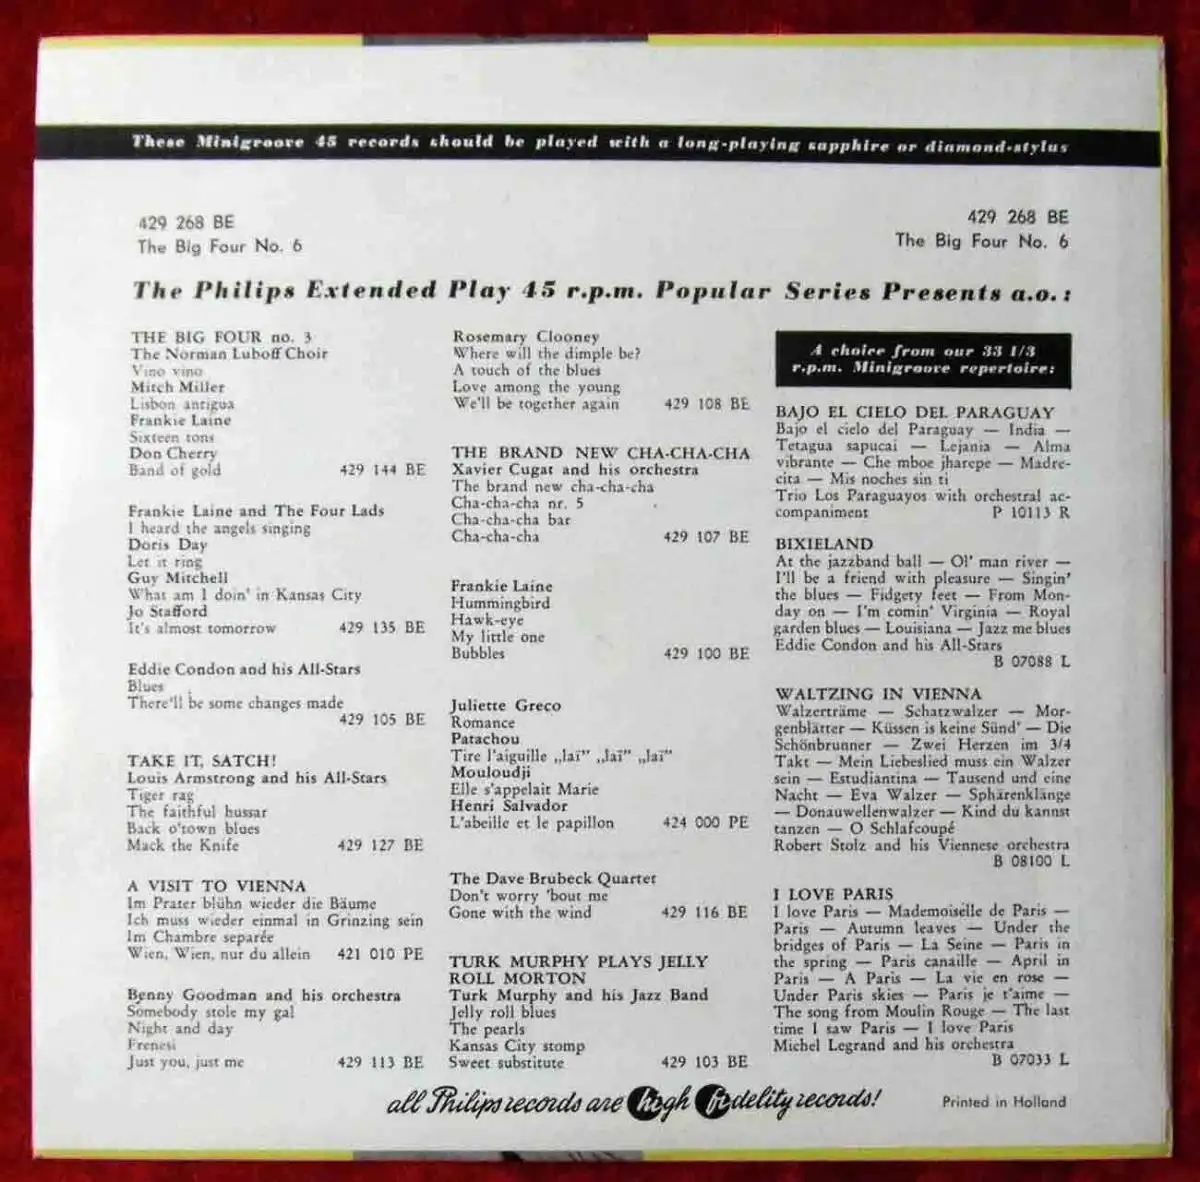 These Minigroove 45 records should be played with a long-playing sapphire or diamond-stylus
429 268 BE
The Big Four No. 6
429 268 BE
The Big Four No. 6
The Philips Extended Play 45 r.p.m. Popular Series Presents a.o.:
THE BIG FOUR no. 3
The Norman Luboff Choir
Vino vino
Mitch Miller
Lisbon antigua
Frankie Laine
Sixteen tons
Don Cherry
Band of gold 429 144 BE
Frankie Laine and The Four Lads
I heard the angels singing
Doris Day
Let it ring
Guy Mitchell
What am I doin' in Kansas City
Jo Stafford
It's almost tomorrow 429 135 BE
Eddie Condon and his All-Stars
Blues
There'll be some changes made
429 105 BE
TAKE IT, SATCH!
Louis Armstrong and his All-Stars
Tiger rag
The faithful hussar
Back o'town blues
Mack the Knife 429 127 BE
A VISIT TO VIENNA
Im Prater blühn wieder die Bäume
Ich muss wieder einmal in Grinzing sein
Im Chambre separée
Wien, Wien, nur du allein 421 010 PE
Benny Goodman and his orchestra
Somebody stole my gal
Night and day
Frenesi
Just you, just me 429 113 BE
Rosemary Clooney
Where will the dimple be?
A touch of the blues
Love among the young
We'll be together again 429 108 BE
THE BRAND NEW CHA-CHA-CHA
Xavier Cugat and his orchestra
The brand new cha-cha-cha
Cha-cha-cha nr. 5
Cha-cha-cha bar
Cha-cha-cha 429 107 BE
Frankie Laine
Hummingbird
Hawk-eye
My little one
Bubbles 429 100 BE
Juliette Greco
Romance
Patachou
Tire l'aiguille „laï” „laï” „laï”
Mouloudji
Elle s'appelait Marie
Henri Salvador
L'abeille et le papillon 424 000 PE
The Dave Brubeck Quartet
Don't worry 'bout me
Gone with the wind 429 116 BE
TURK MURPHY PLAYS JELLY
ROLL MORTON
Turk Murphy and his Jazz Band
Jelly roll blues
The pearls
Kansas City stomp
Sweet substitute 429 103 BE
A choice from our 33 1/3
r.p.m. Minigroove repertoire:
BAJO EL CIELO DEL PARAGUAY
Bajo el cielo del Paraguay — India —
Tetagua sapucai — Lejania — Alma
vibrante — Che mboe jharepe — Madre-
cita — Mis noches sin ti
Trio Los Paraguayos with orchestral ac-
companiment P 10113 R
BIXIELAND
At the jazzband ball — Ol' man river —
I'll be a friend with pleasure — Singin'
the blues — Fidgety feet — From Mon-
day on — I'm comin' Virginia — Royal
garden blues — Louisiana — Jazz me blues
Eddie Condon and his All-Stars
B 07088 L
WALTZING IN VIENNA
Walzerträme — Schatzwalzer — Mor-
genblätter — Küssen is keine Sünd' — Die
Schönbrunner — Zwei Herzen im 3/4
Takt — Mein Liebeslied muss ein Walzer
sein — Estudiantina — Tausend und eine
Nacht — Eva Walzer — Sphärenklänge
— Donauwellenwalzer — Kind du kannst
tanzen — O Schlafcoupé
Robert Stolz and his Viennese orchestra
B 08100 L
I LOVE PARIS
I love Paris — Mademoiselle de Paris —
Paris — Autumn leaves — Under the
bridges of Paris — La Seine — Paris in
the spring — Paris canaille — April in
Paris — A Paris — La vie en rose —
Under Paris skies — Paris je t'aime —
The song from Moulin Rouge — The last
time I saw Paris — I love Paris
Michel Legrand and his orchestra
B 07033 L
all Philips records are high fidelity records!
Printed in Holland